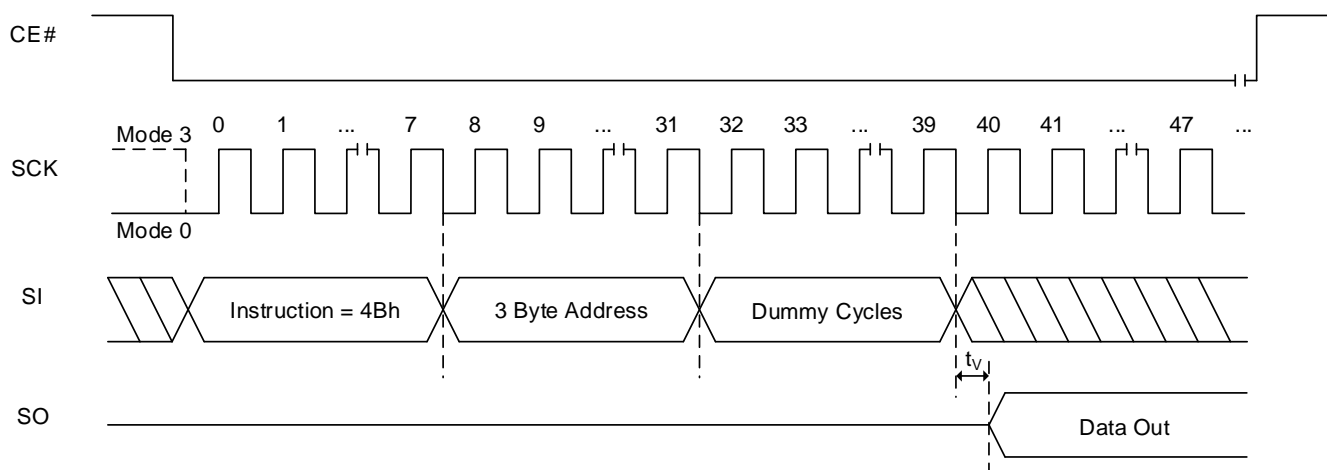 CE#
Mode 3 0 1 ... 7 8 9 ... 31 32 33 ... 39 40 41 ... 47 ...
SCK
Mode 0
SI Instruction = 4Bh 3 Byte Address Dummy Cycles
tV
SO Data Out